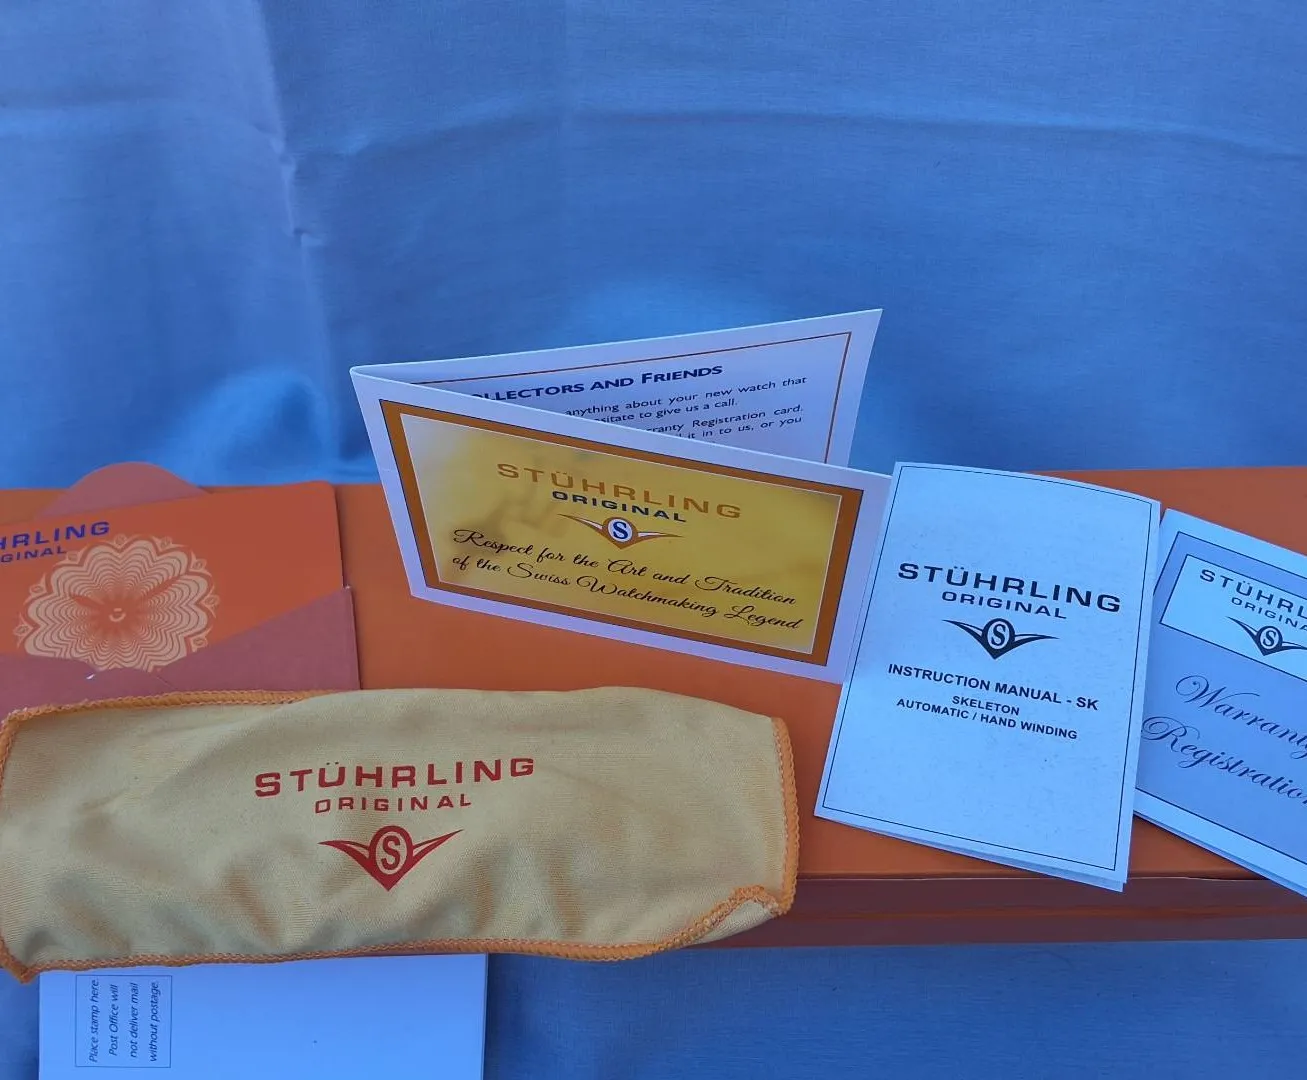 COLLECTORS AND FRIENDS
anything about your new watch that
hesitate to give us a call.
Warranty Registration card.
it in to us, or you
STÜHRLING
ORIGINAL
S
Respect for the Art and Tradition
of the Swiss Watchmaking Legend
STÜHRLING
ORIGINAL
STÜHRLING
ORIGINAL
S
INSTRUCTION MANUAL - SK
SKELETON
AUTOMATIC / HAND WINDING
STÜHRLING
ORIGINAL
S
Warranty
Registration
STÜHRLING
ORIGINAL
S
Place stamp here.
Post Office will
not deliver mail
without postage.